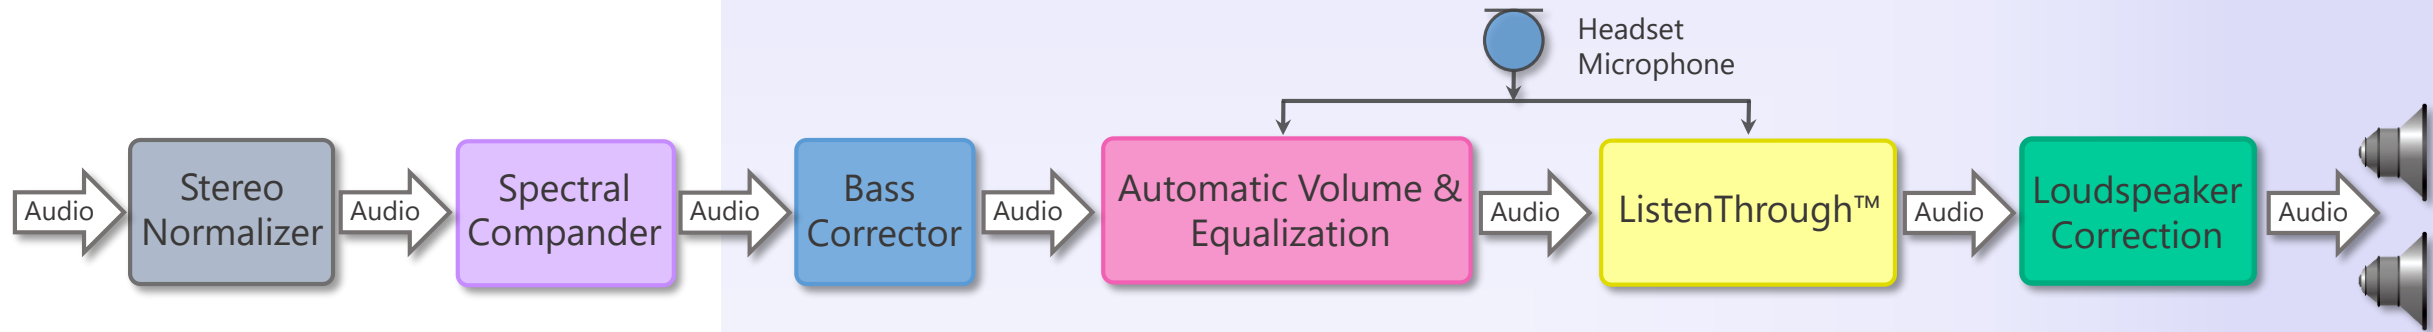 Headset
Microphone
Audio
Stereo
Normalizer
Audio
Spectral
Compander
Audio
Bass
Corrector
Audio
Automatic Volume &
Equalization
Audio
ListenThrough™
Audio
Loudspeaker
Correction
Audio